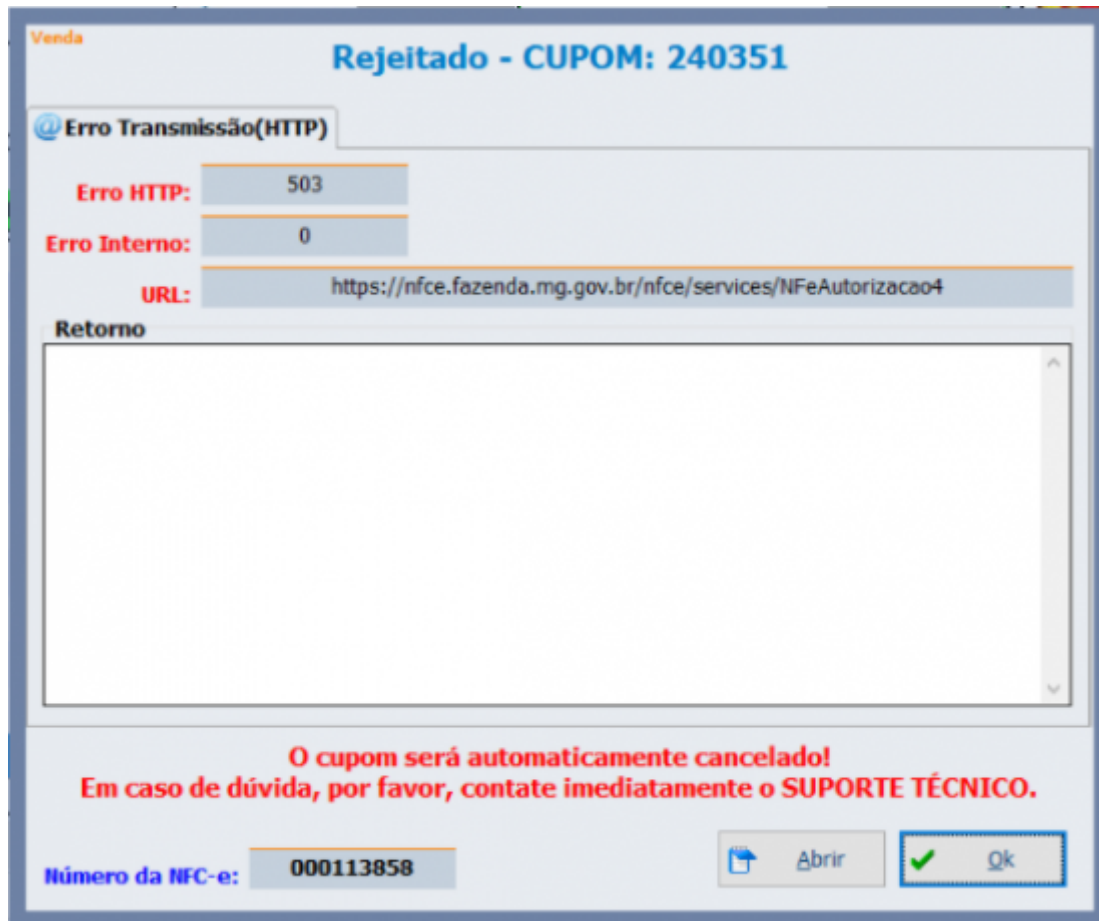 Venda
Rejeitado - CUPOM: 240351
@ Erro Transmissão(HTTP)
Erro HTTP: 503
Erro Interno: 0
URL: https://nfce.fazenda.mg.gov.br/nfce/services/NFeAutorizacao4
Retorno
O cupom será automaticamente cancelado!
Em caso de dúvida, por favor, contate imediatamente o SUPORTE TÉCNICO.
Número da NFC-e: 000113858
Abrir
Ok